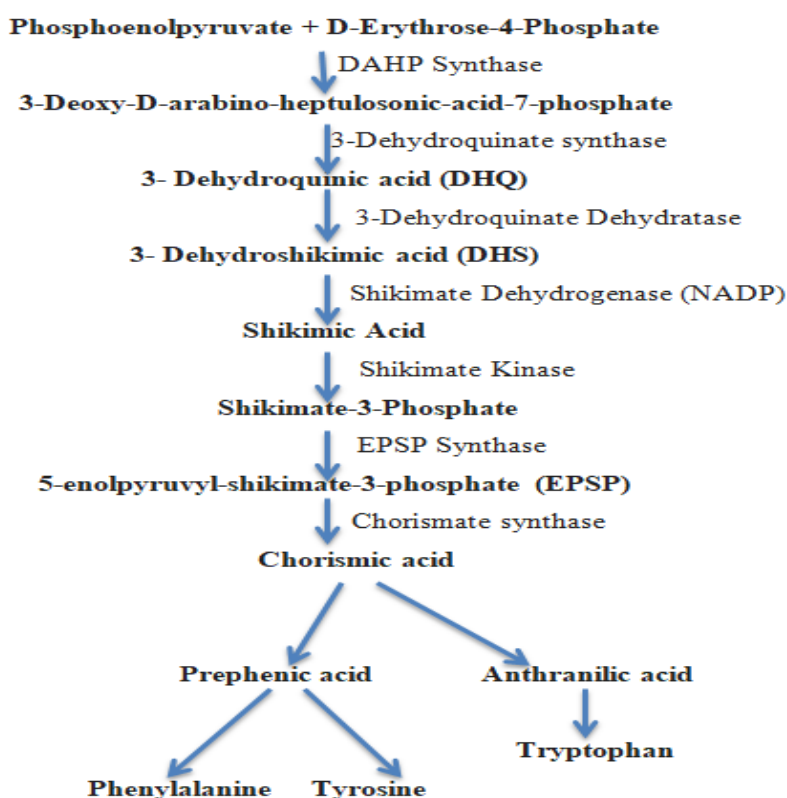 Phosphoenolpyruvate + D-Erythrose-4-Phosphate
DAHP Synthase
3-Deoxy-D-arabino-heptulosonic-acid-7-phosphate
3-Dehydroquinate synthase
3- Dehydroquinic acid (DHQ)
3-Dehydroquinate Dehydratase
3- Dehydroshikimic acid (DHS)
Shikimate Dehydrogenase (NADP)
Shikimic Acid
Shikimate Kinase
Shikimate-3-Phosphate
EPSP Synthase
5-enolpyruvyl-shikimate-3-phosphate (EPSP)
Chorismate synthase
Chorismic acid
Prephenic acid
Anthranilic acid
Tryptophan
Phenylalanine
Tyrosine